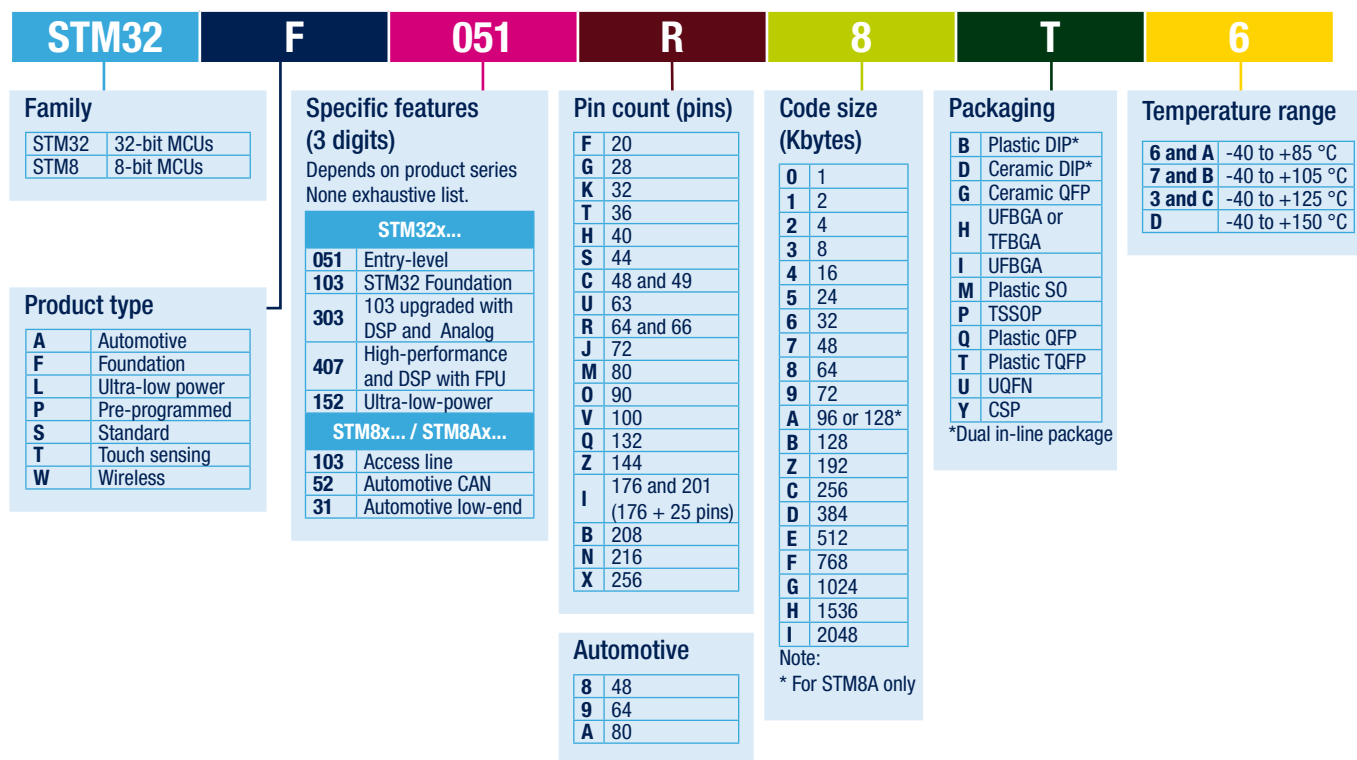 STM32 F 051 R 8 T 6
Family
STM32 32-bit MCUs
STM8 8-bit MCUs
Product type
A Automotive
F Foundation
L Ultra-low power
P Pre-programmed
S Standard
T Touch sensing
W Wireless
Specific features
(3 digits)
Depends on product series
None exhaustive list.
STM32x...
051 Entry-level
103 STM32 Foundation
303 103 upgraded with
DSP and Analog
407 High-performance
and DSP with FPU
152 Ultra-low-power
STM8x... / STM8Ax...
103 Access line
52 Automotive CAN
31 Automotive low-end
Pin count (pins)
F 20
G 28
K 32
T 36
H 40
S 44
C 48 and 49
U 63
R 64 and 66
J 72
M 80
O 90
V 100
Q 132
Z 144
I 176 and 201
(176 + 25 pins)
B 208
N 216
X 256
Automotive
8 48
9 64
A 80
Code size
(Kbytes)
0 1
1 2
2 4
3 8
4 16
5 24
6 32
7 48
8 64
9 72
A 96 or 128*
B 128
Z 192
C 256
D 384
E 512
F 768
G 1024
H 1536
I 2048
Note:
* For STM8A only
Packaging
B Plastic DIP*
D Ceramic DIP*
G Ceramic QFP
H UFBGA or
TFBGA
I UFBGA
M Plastic SO
P TSSOP
Q Plastic QFP
T Plastic TQFP
U UQFN
Y CSP
*Dual in-line package
Temperature range
6 and A -40 to +85 °C
7 and B -40 to +105 °C
3 and C -40 to +125 °C
D -40 to +150 °C